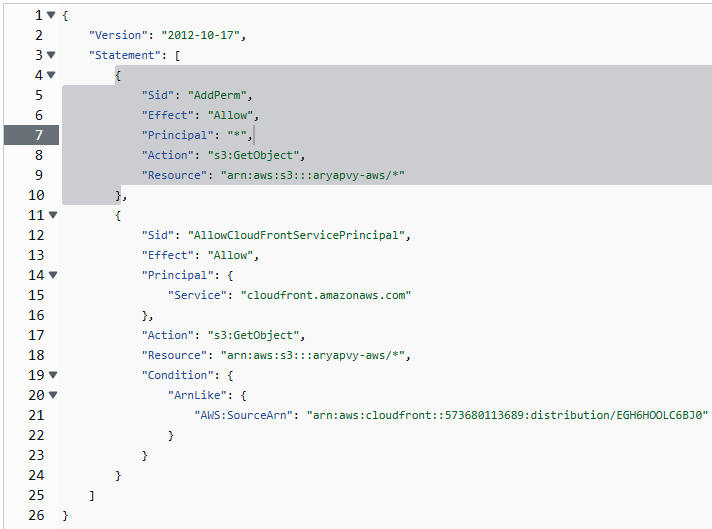 1 {
2 "Version": "2012-10-17",
3 "Statement": [
4 {
5 "Sid": "AddPerm",
6 "Effect": "Allow",
7 "Principal": "*",
8 "Action": "s3:GetObject",
9 "Resource": "arn:aws:s3:::aryapvy-aws/*"
10 },
11 {
12 "Sid": "AllowCloudFrontServicePrincipal",
13 "Effect": "Allow",
14 "Principal": {
15 "Service": "cloudfront.amazonaws.com"
16 },
17 "Action": "s3:GetObject",
18 "Resource": "arn:aws:s3:::aryapvy-aws/*",
19 "Condition": {
20 "ArnLike": {
21 "AWS:SourceArn": "arn:aws:cloudfront::573680113689:distribution/EGH6HOOLC6BJ0"
22 }
23 }
24 }
25 ]
26 }